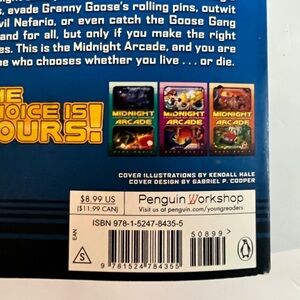 s, evade Granny Goose's rolling pins, outwit
vil Nefario, or even catch the Goose Gang
and for all, but only if you make the right
es. This is the Midnight Arcade, and you are
ne who chooses whether you live . . . or die.
THE
CHOICE IS
YOURS!
MIDNIGHT
ARCADE
MIDNIGHT
ARCADE
MIDNIGHT
ARCADE
COVER ILLUSTRATIONS BY KENDALL HALE
COVER DESIGN BY GABRIEL P. COOPER
$8.99 US
($11.99 CAN)
Penguin Workshop
Visit us at penguin.com/youngreaders
ISBN 978-1-5247-8435-5
50899>
EAN
S
9 781524 784355